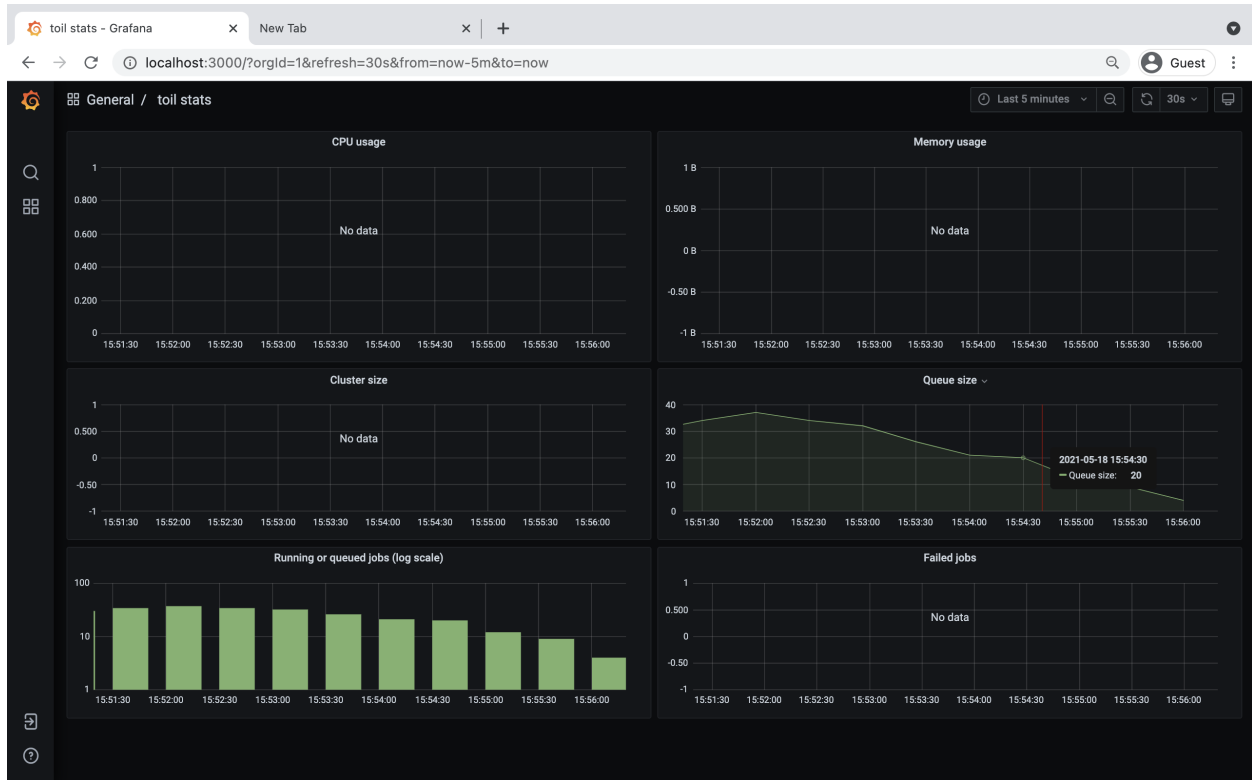 toil stats - Grafana
New Tab
localhost:3000/?orgId=1&refresh=30s&from=now-5m&to=now
Guest
General / toil stats
Last 5 minutes
30s
CPU usage
1
0.800
0.600
0.400
0.200
0
No data
15:51:30 15:52:00 15:52:30 15:53:00 15:53:30 15:54:00 15:54:30 15:55:00 15:55:30 15:56:00
Memory usage
1 B
0.500 B
0 B
-0.50 B
-1 B
No data
15:51:30 15:52:00 15:52:30 15:53:00 15:53:30 15:54:00 15:54:30 15:55:00 15:55:30 15:56:00
Cluster size
1
0.500
0
-0.50
-1
No data
15:51:30 15:52:00 15:52:30 15:53:00 15:53:30 15:54:00 15:54:30 15:55:00 15:55:30 15:56:00
Queue size
40
30
20
10
0
2021-05-18 15:54:30
Queue size: 20
15:51:30 15:52:00 15:52:30 15:53:00 15:53:30 15:54:00 15:54:30 15:55:00 15:55:30 15:56:00
Running or queued jobs (log scale)
100
10
1
15:51:30 15:52:00 15:52:30 15:53:00 15:53:30 15:54:00 15:54:30 15:55:00 15:55:30 15:56:00
Failed jobs
1
0.500
0
-0.50
-1
No data
15:51:30 15:52:00 15:52:30 15:53:00 15:53:30 15:54:00 15:54:30 15:55:00 15:55:30 15:56:00